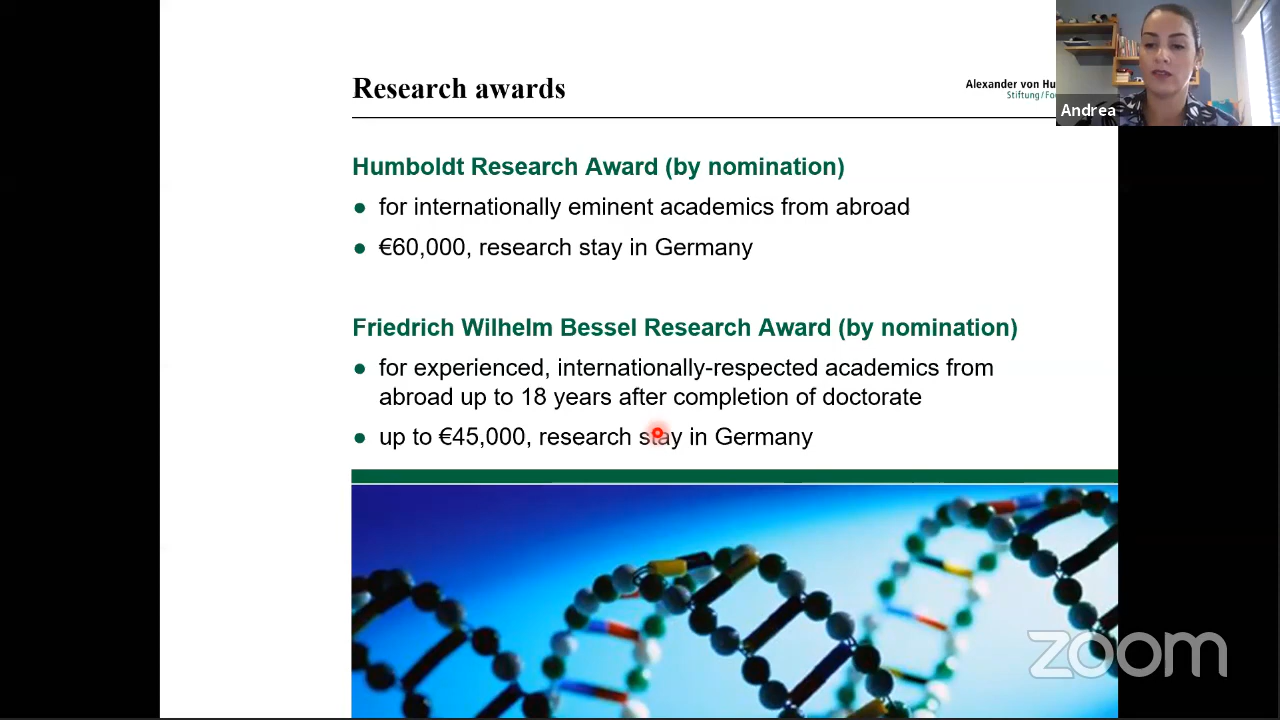 Research awards
Alexander von
Stiftung
Andrea
Humboldt Research Award (by nomination)
● for internationally eminent academics from abroad
● €60,000, research stay in Germany
Friedrich Wilhelm Bessel Research Award (by nomination)
● for experienced, internationally-respected academics from
abroad up to 18 years after completion of doctorate
● up to €45,000, research stay in Germany
zoom